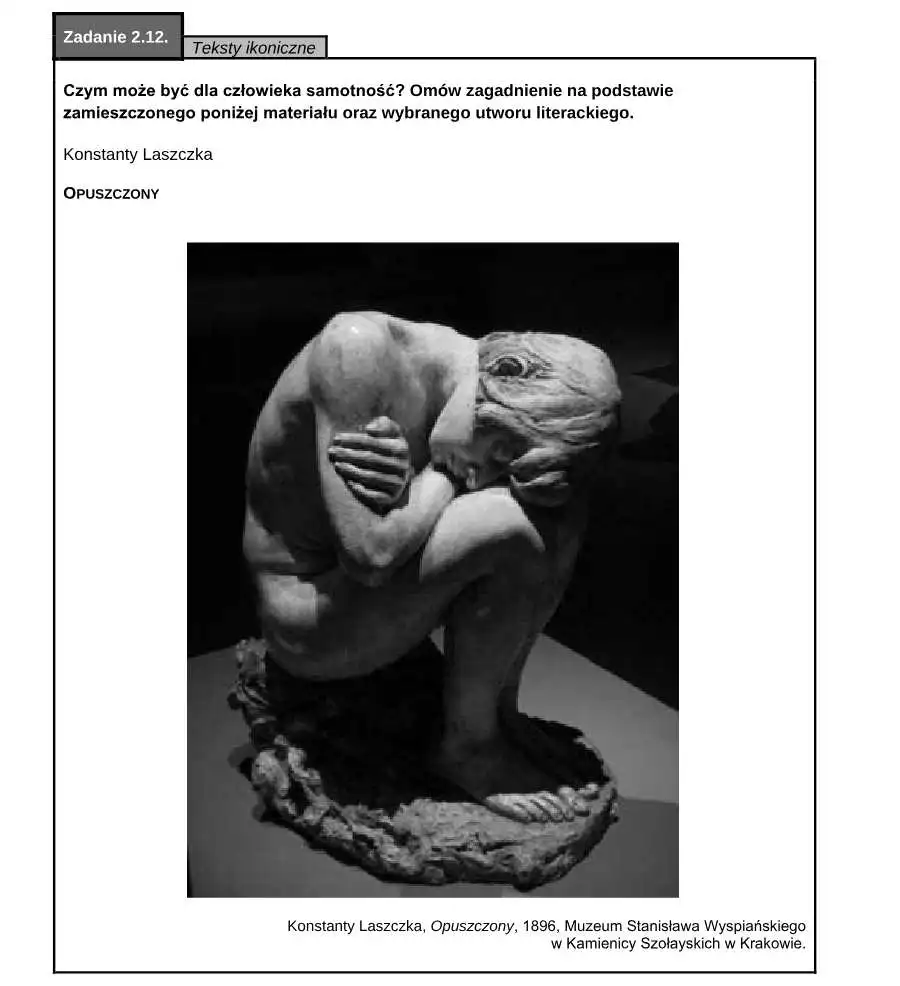 Zadanie 2.12.
Teksty ikoniczne
Czym może być dla człowieka samotność? Omów zagadnienie na podstawie
zamieszczonego poniżej materiału oraz wybranego utworu literackiego.
Konstanty Laszczka
OPUSZCZONY
Konstanty Laszczka, Opuszczony, 1896, Muzeum Stanisława Wyspiańskiego
w Kamienicy Szołayskich w Krakowie.